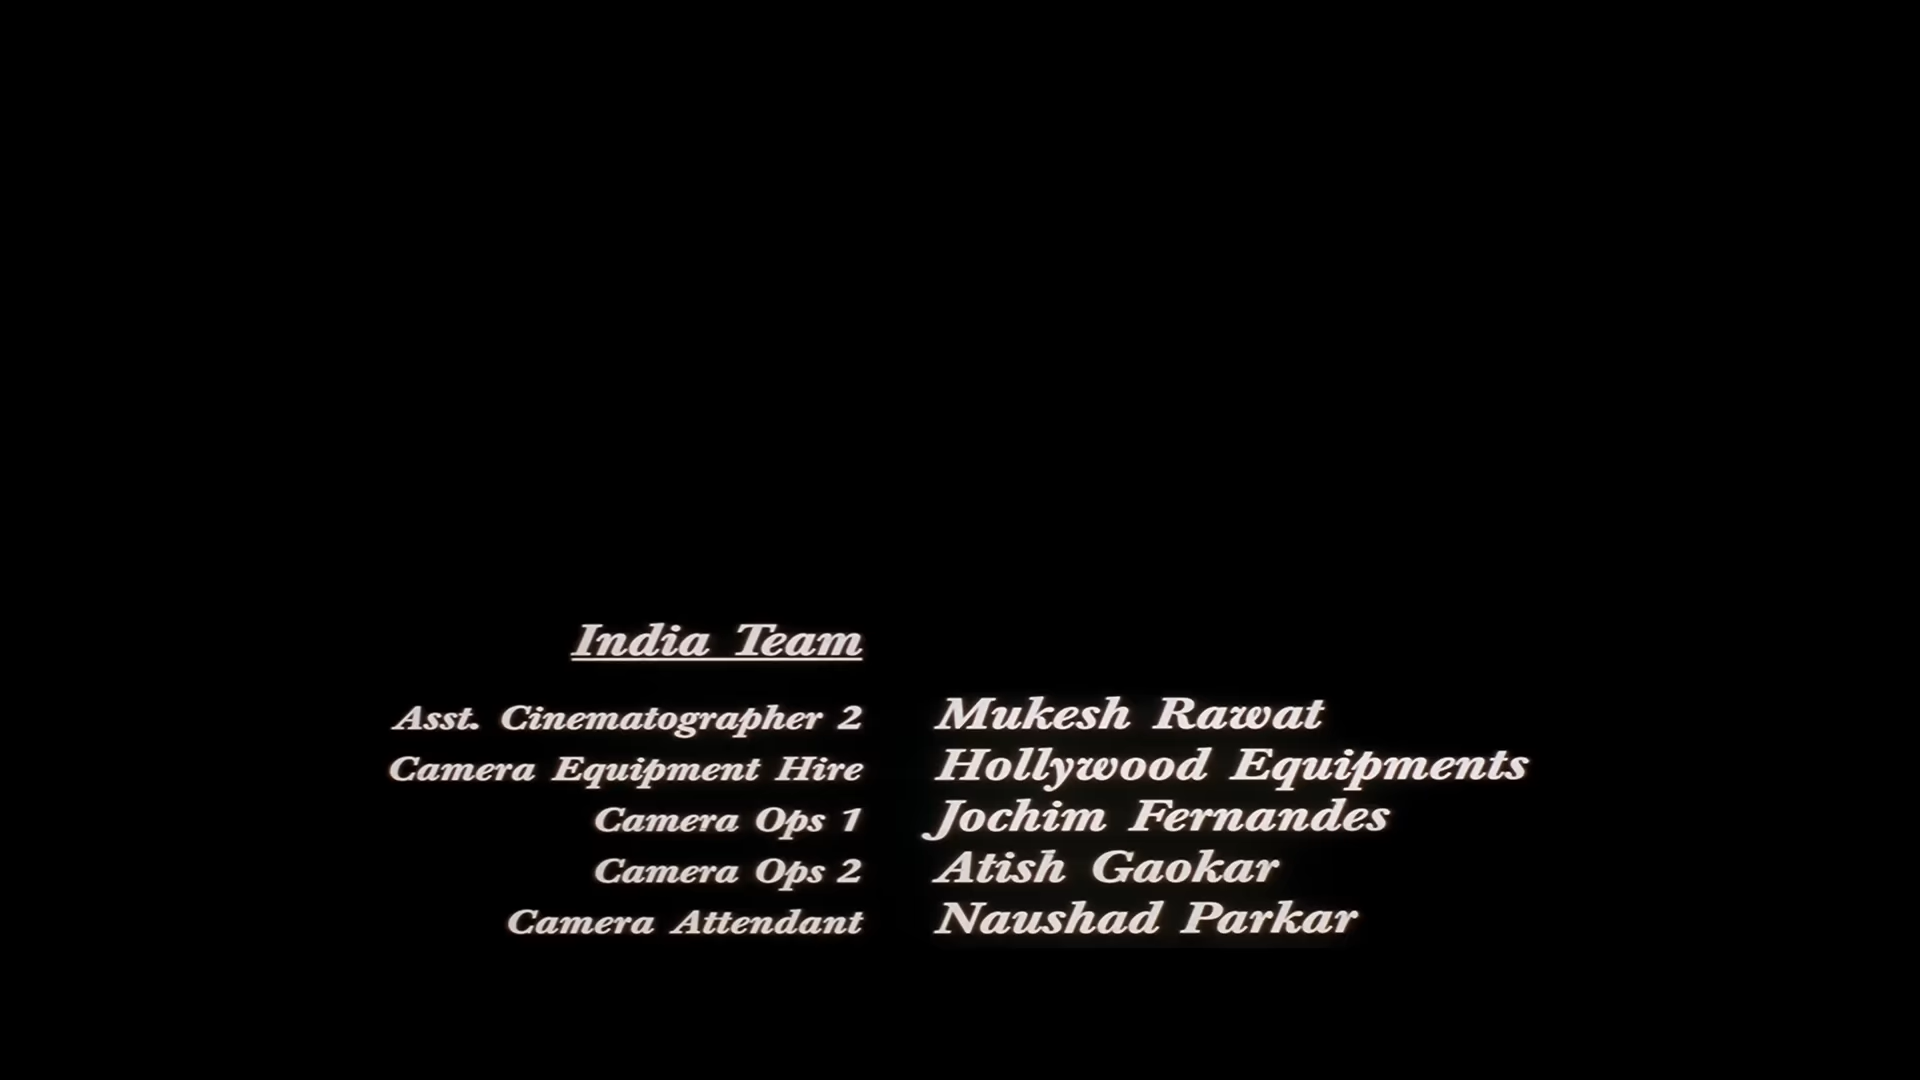 India Team
Asst. Cinematographer 2 Mukesh Rawat
Camera Equipment Hire Hollywood Equipments
Camera Ops 1 Jochim Fernandes
Camera Ops 2 Atish Gaokar
Camera Attendant Naushad Parkar